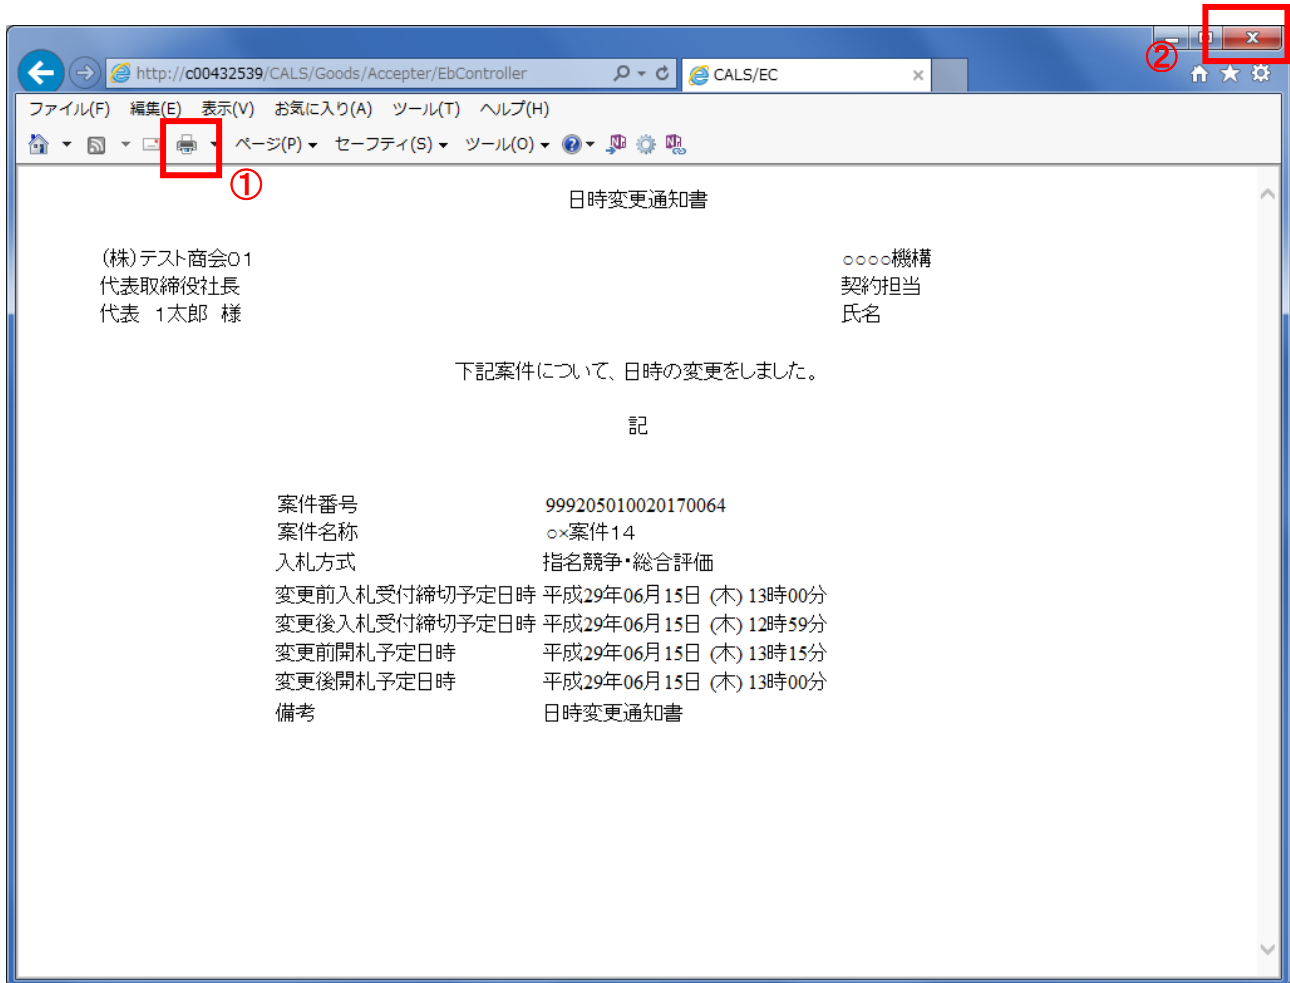 ②
http://c00432539/CALS/Goods/Accepter/EbController
CALS/EC
ファイル(F) 編集(E) 表示(V) お気に入り(A) ツール(T) ヘルプ(H)
ページ(P) セーフティ(S) ツール(O)
①
日時変更通知書
(株)テスト商会01
○○○○機構
代表取締役社長
契約担当
代表 1太郎 様
氏名
下記案件について、日時の変更をしました。
記
案件番号 999205010020170064
案件名称 ○×案件14
入札方式 指名競争・総合評価
変更前入札受付締切予定日時 平成29年06月15日 (木) 13時00分
変更後入札受付締切予定日時 平成29年06月15日 (木) 12時59分
変更前開札予定日時 平成29年06月15日 (木) 13時15分
変更後開札予定日時 平成29年06月15日 (木) 13時00分
備考 日時変更通知書